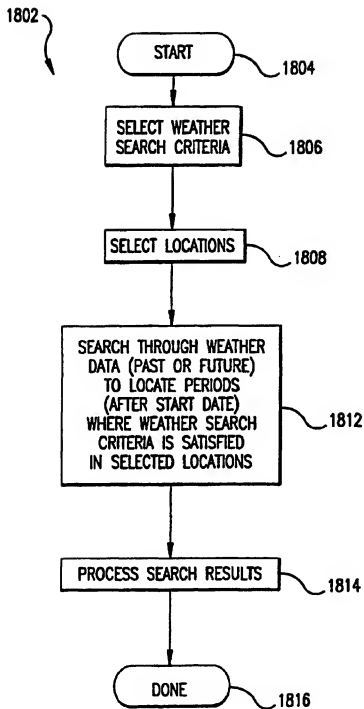 1802
START
1804
SELECT WEATHER
SEARCH CRITERIA
1806
SELECT LOCATIONS
1808
SEARCH THROUGH WEATHER
DATA (PAST OR FUTURE)
TO LOCATE PERIODS
(AFTER START DATE)
WHERE WEATHER SEARCH
CRITERIA IS SATISFIED
IN SELECTED LOCATIONS
1812
PROCESS SEARCH RESULTS
1814
DONE
1816